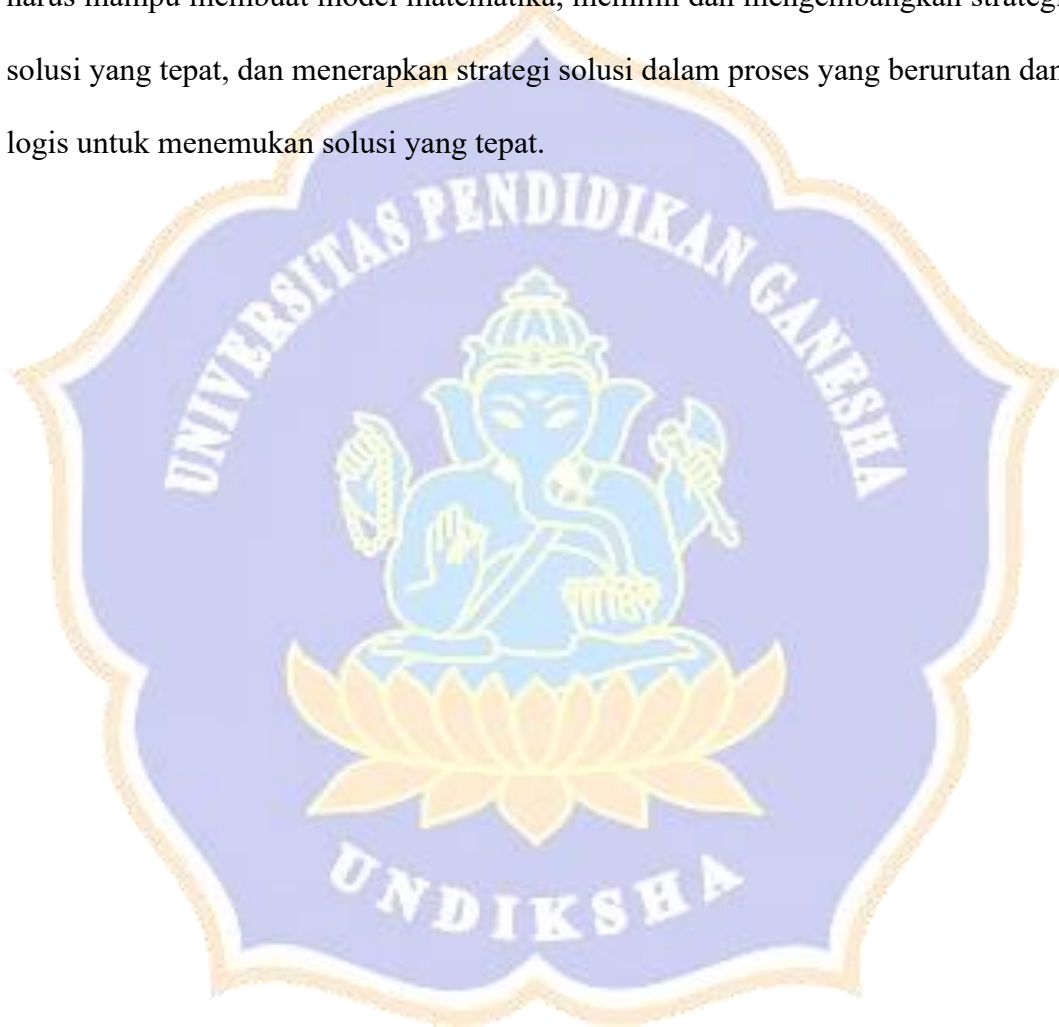 harus mampu membuat model matematika, memilih dan mengembangkan strategi
solusi yang tepat, dan menerapkan strategi solusi dalam proses yang berurutan dan
logis untuk menemukan solusi yang tepat.
UNIVERSITAS PENDIDIKAN GANESHA
UNDIKSHA